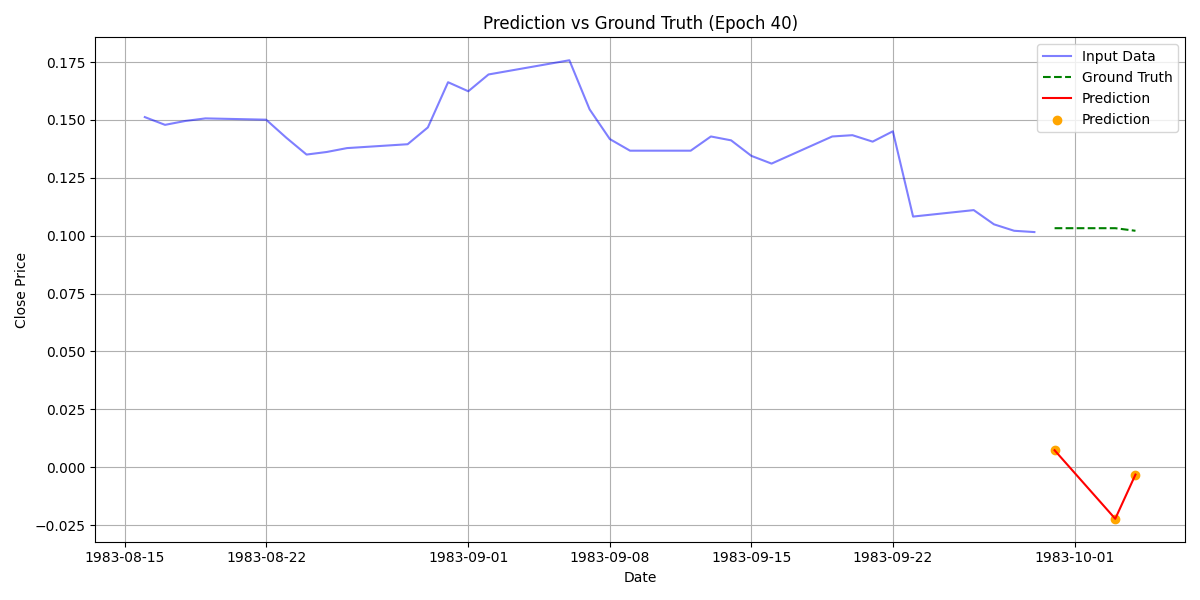 Prediction vs Ground Truth (Epoch 40)
Input Data
Ground Truth
Prediction
Prediction
Close Price
0.175
0.150
0.125
0.100
0.075
0.050
0.025
0.000
−0.025
1983-08-15
1983-08-22
1983-09-01
1983-09-08
1983-09-15
1983-09-22
1983-10-01
Date